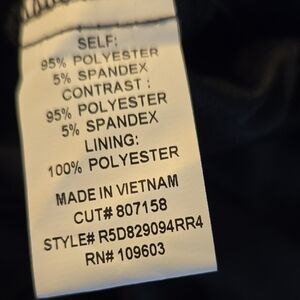 SELF:
95% POLYESTER
5% SPANDEX
CONTRAST :
95% POLYESTER
5% SPANDEX
LINING:
100% POLYESTER
MADE IN VIETNAM
CUT# 807158
STYLE# R5D829094RR4
RN# 109603